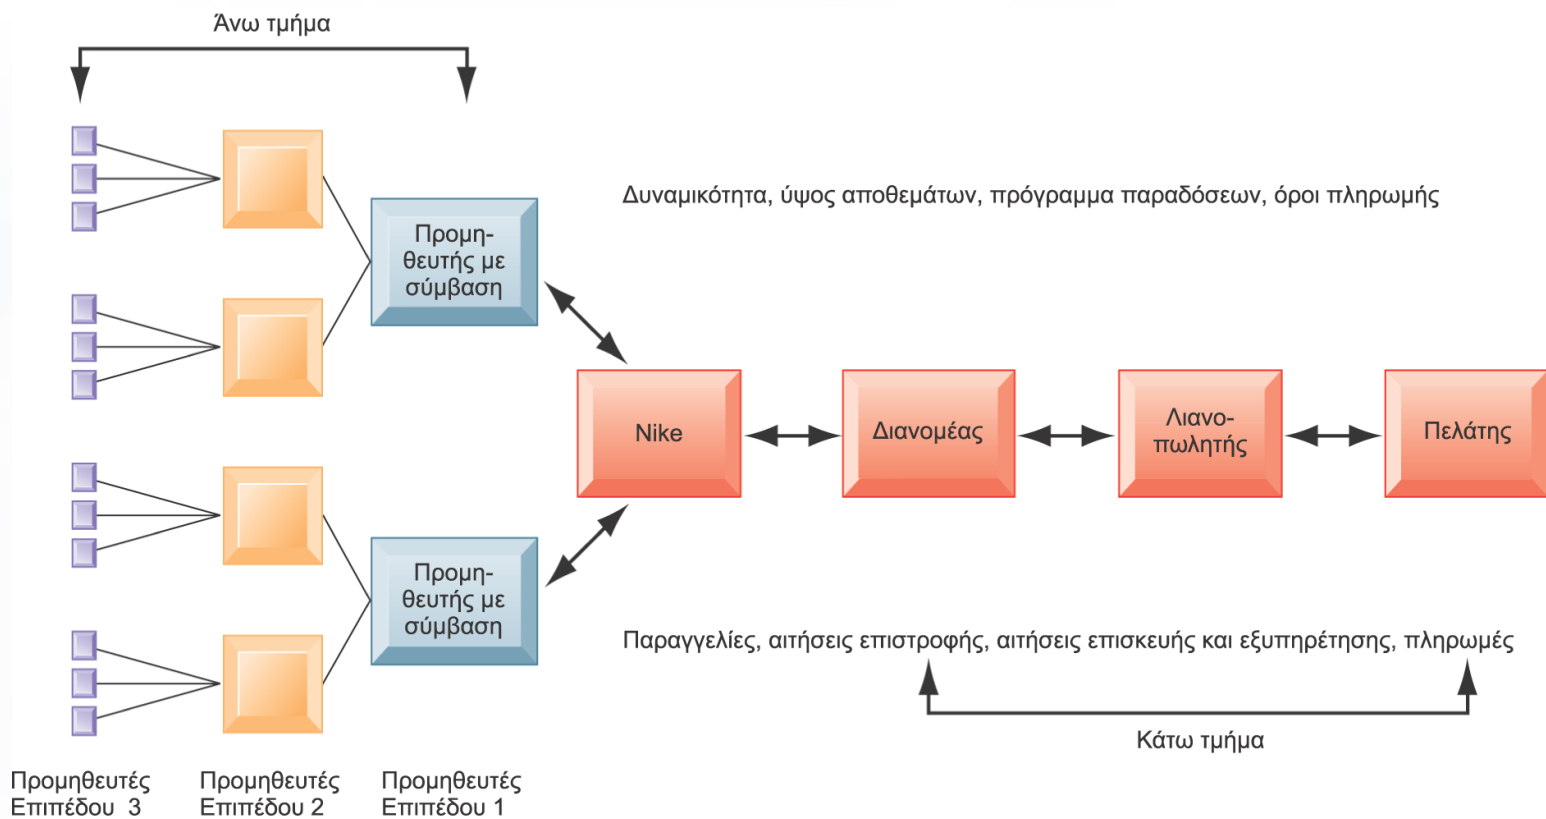 Άνω τμήμα
Δυναμικότητα, ύψος αποθεμάτων, πρόγραμμα παραδόσεων, όροι πληρωμής
Προμη-
θευτής με
σύμβαση
Nike
Διανομέας
Λιανο-
πωλητής
Πελάτης
Προμη-
θευτής με
σύμβαση
Παραγγελίες, αιτήσεις επιστροφής, αιτήσεις επισκευής και εξυπηρέτησης, πληρωμές
Κάτω τμήμα
Προμηθευτές
Επιπέδου 3
Προμηθευτές
Επιπέδου 2
Προμηθευτές
Επιπέδου 1